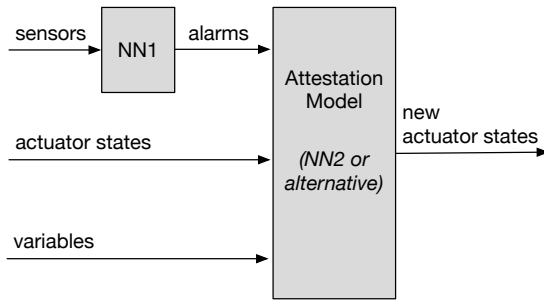 sensors
NN1
alarms
Attestation
Model
(NN2 or
alternative)
actuator states
variables
new
actuator states